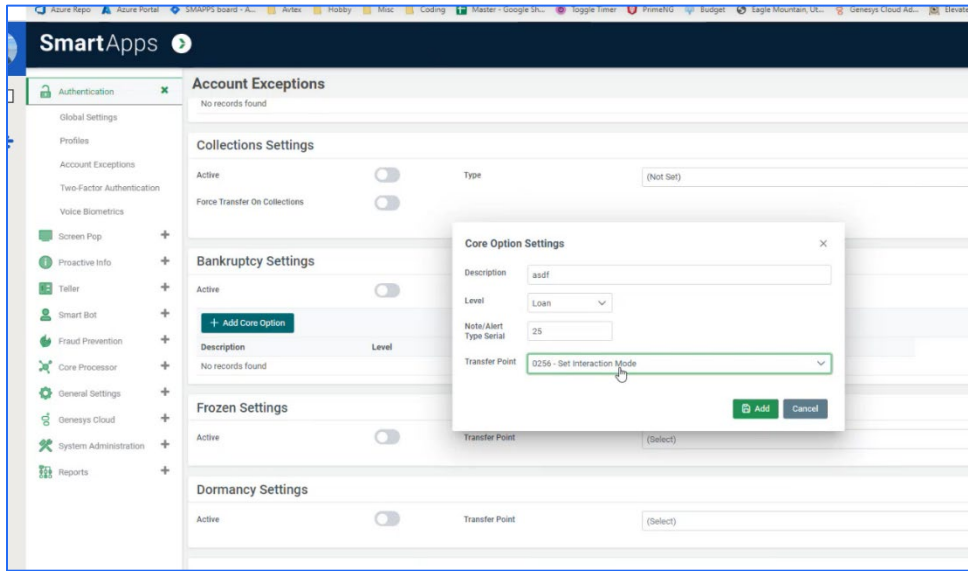 Azure Repo Azure Portal SMAPPS board - A... Avtex Hobby Misc Coding Master - Google Sh... Toggle Timer PrimeNG Budget Eagle Mountain, Ut... Genesys Cloud Ad... Elevate
SmartApps
Authentication
Global Settings
Profiles
Account Exceptions
Two-Factor Authentication
Voice Biometrics
Screen Pop
Proactive Info
Teller
Smart Bot
Fraud Prevention
Core Processor
General Settings
Genesys Cloud
System Administration
Reports
Account Exceptions
No records found
Collections Settings
Active
Type (Not Set)
Force Transfer On Collections
Bankruptcy Settings
Active
+ Add Core Option
Description Level
No records found
Core Option Settings
Description asdf
Level Loan
Note/Alert
Type Serial 25
Transfer Point 0256 - Set Interaction Mode
Add Cancel
Frozen Settings
Active Transfer Point (Select)
Dormancy Settings
Active Transfer Point (Select)